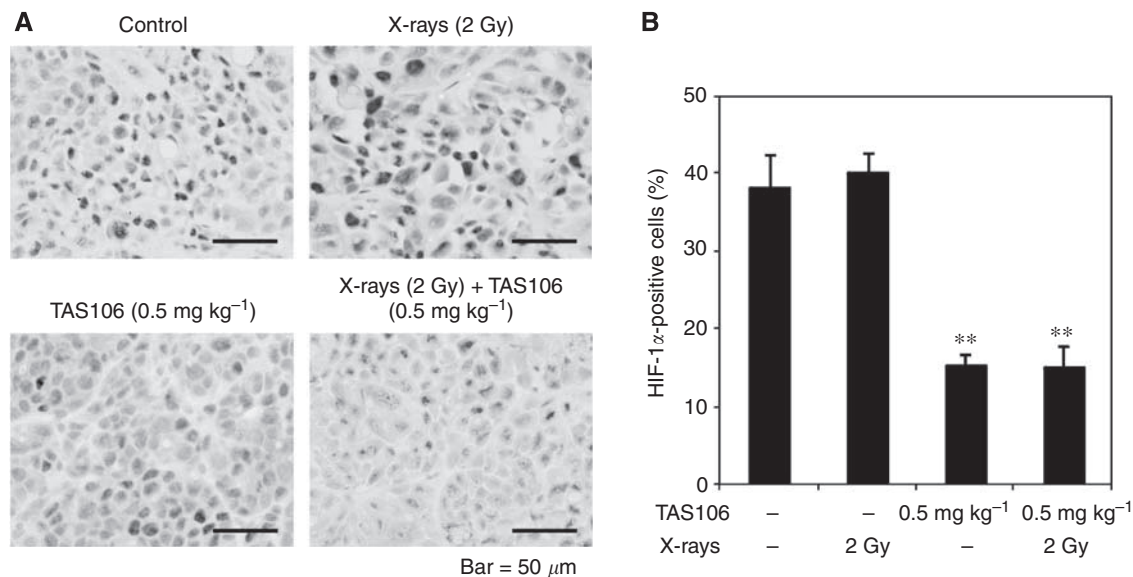 A
Control
X-rays (2 Gy)
TAS106 (0.5 mg kg⁻¹)
X-rays (2 Gy) + TAS106
(0.5 mg kg⁻¹)
Bar = 50 μm
B
HIF-1α-positive cells (%)
50
40
30
20
10
0
** **
TAS106 – – 0.5 mg kg⁻¹ 0.5 mg kg⁻¹
X-rays – 2 Gy – 2 Gy